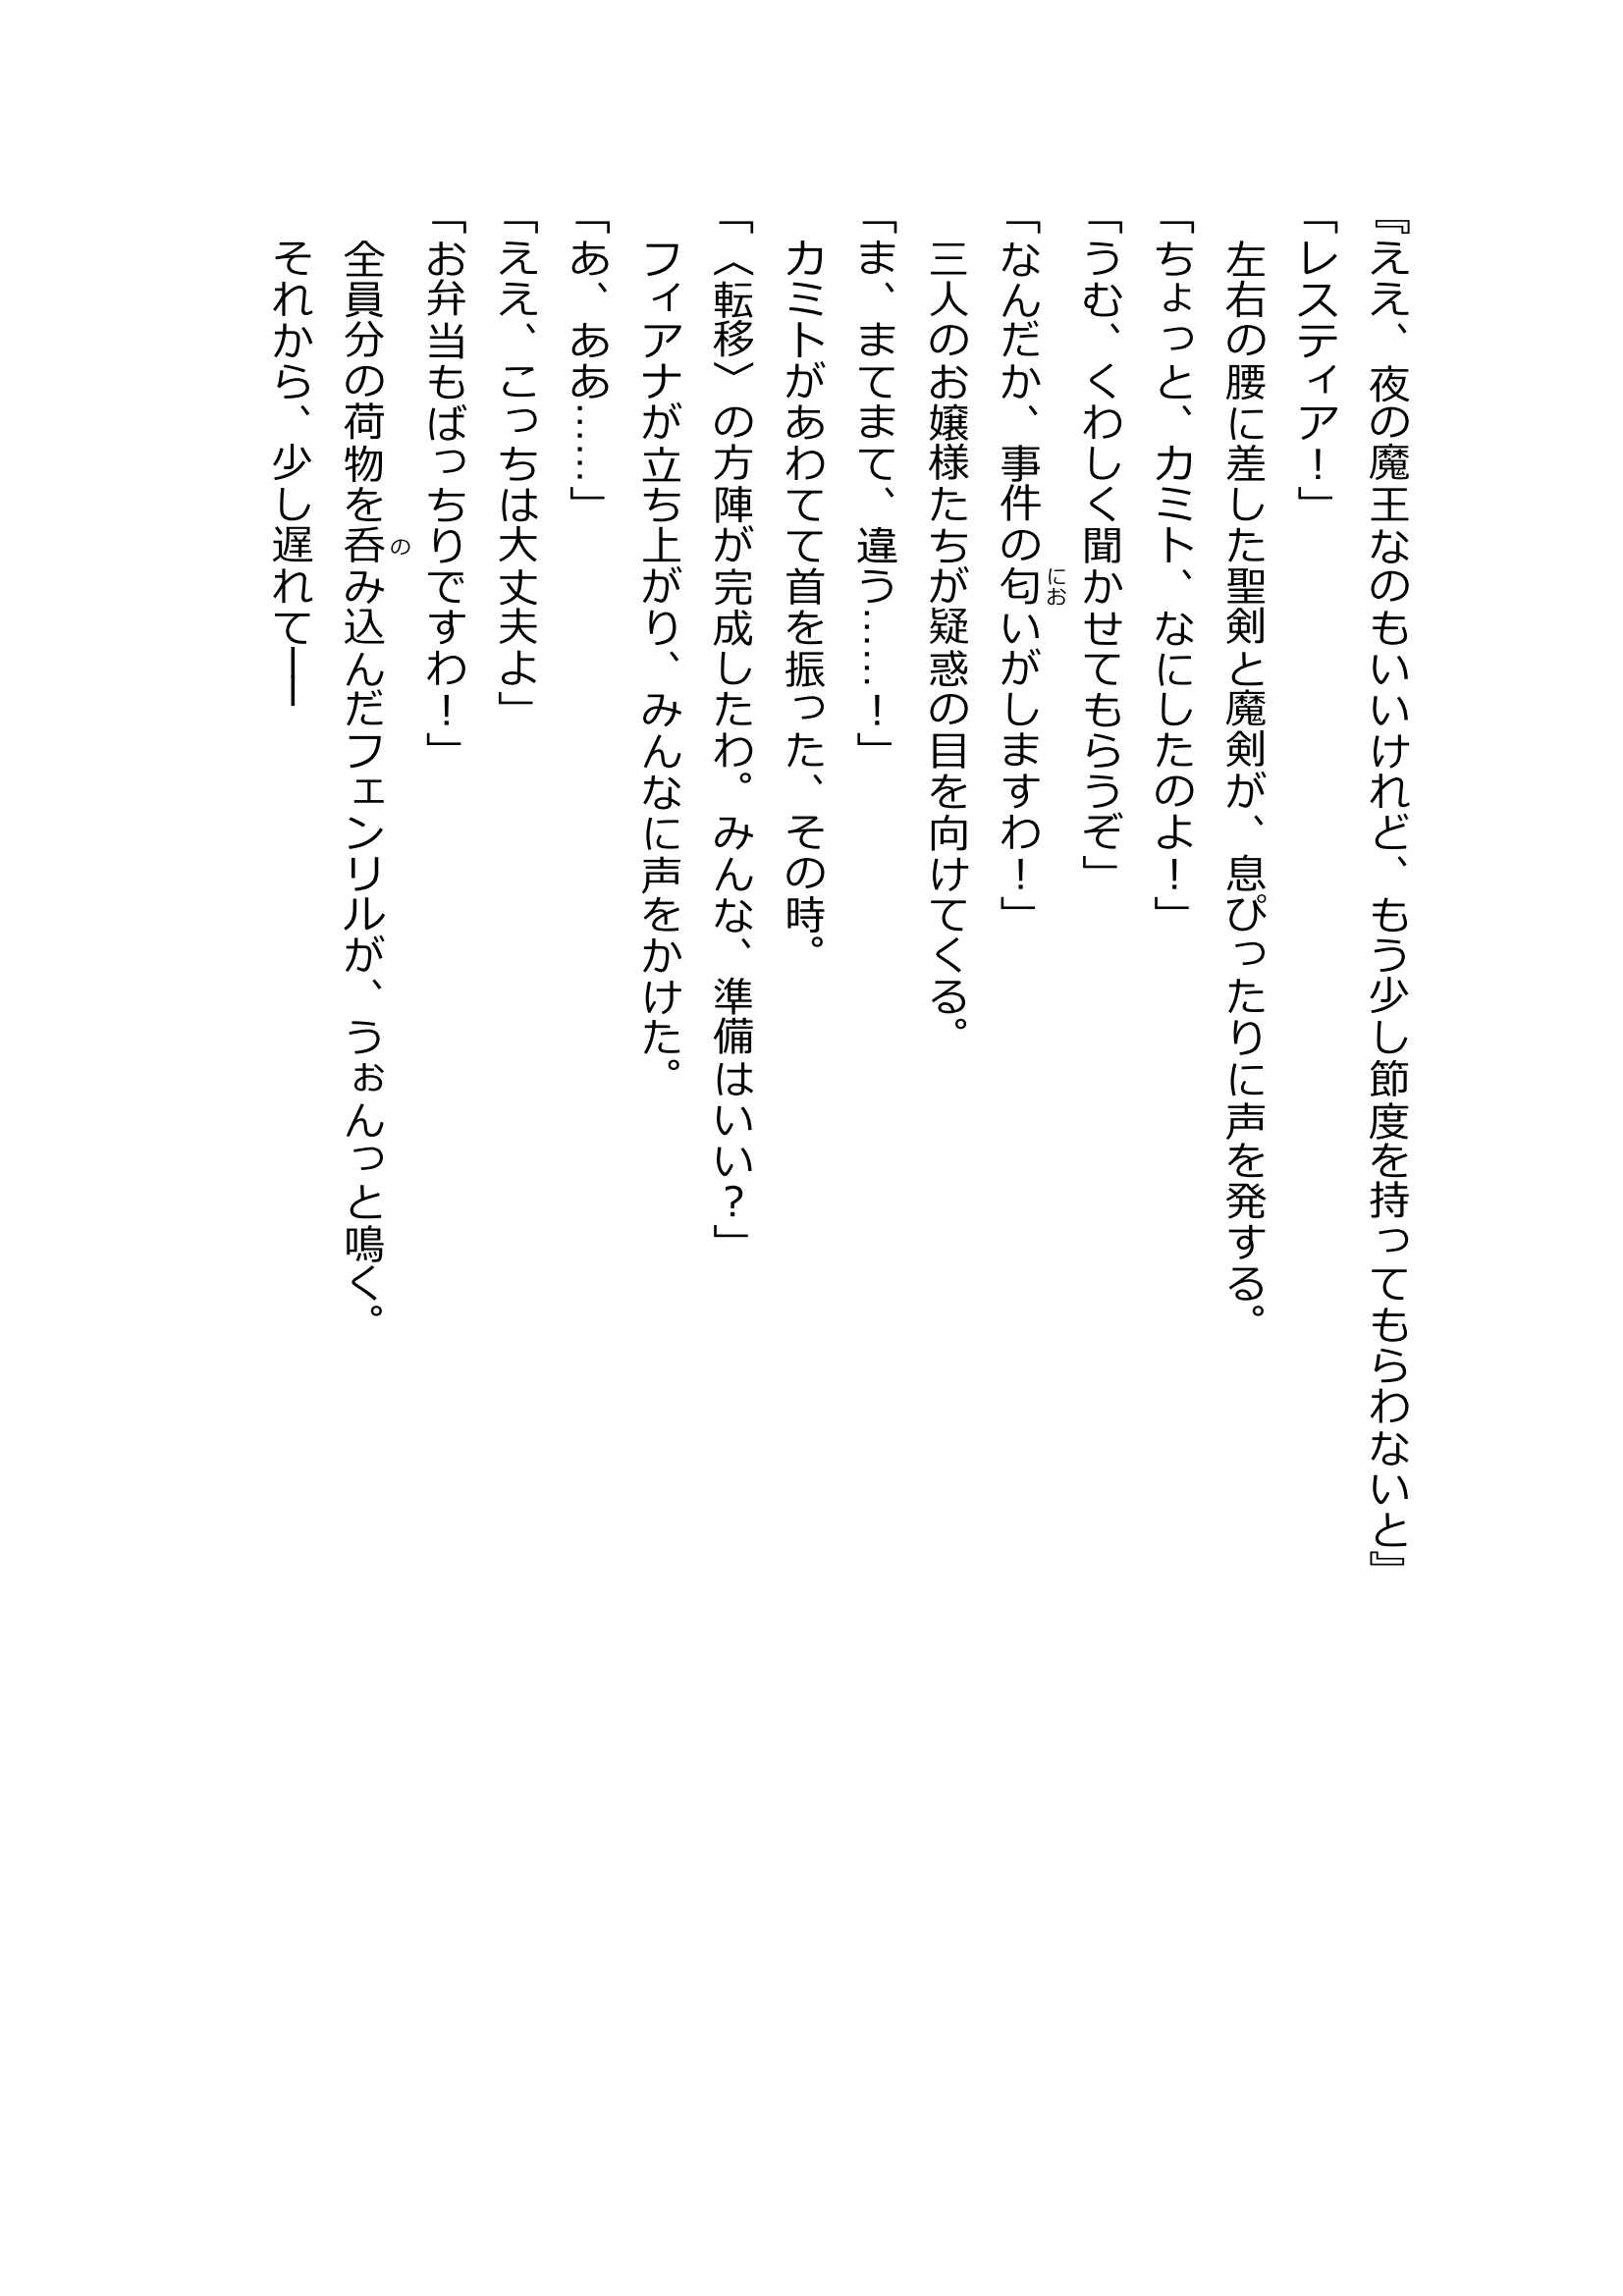 『ええ、夜の魔王なのもいいけれど、もう少し節度を持ってもらわないと』
「レスティア！」
　左右の腰に差した聖剣と魔剣が、息ぴったりに声を発する。
「ちょっと、カミト、なにしたのよ！」
「うむ、くわしく聞かせてもらうぞ」
「なんだか、事件の匂いがしますわ！」
　三人のお嬢様たちが疑惑の目を向けてくる。
「ま、まてまて、違う……！」
　カミトがあわてて首を振った、その時。
「〈転移〉の方陣が完成したわ。みんな、準備はいい？」
　フィアナが立ち上がり、みんなに声をかけた。
「あ、ああ……」
「ええ、こっちは大丈夫よ」
「お弁当もばっちりですわ！」
　全員分の荷物を呑み込んだフェンリルが、うぉんっと鳴く。
　それから、少し遅れて──